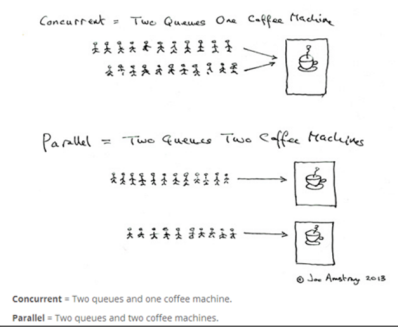 Concurrent = Two Queues One Coffee Machine
Parallel = Two Queues Two Coffee Machines
© Joe Armstrong 2013
Concurrent = Two queues and one coffee machine.
Parallel = Two queues and two coffee machines.